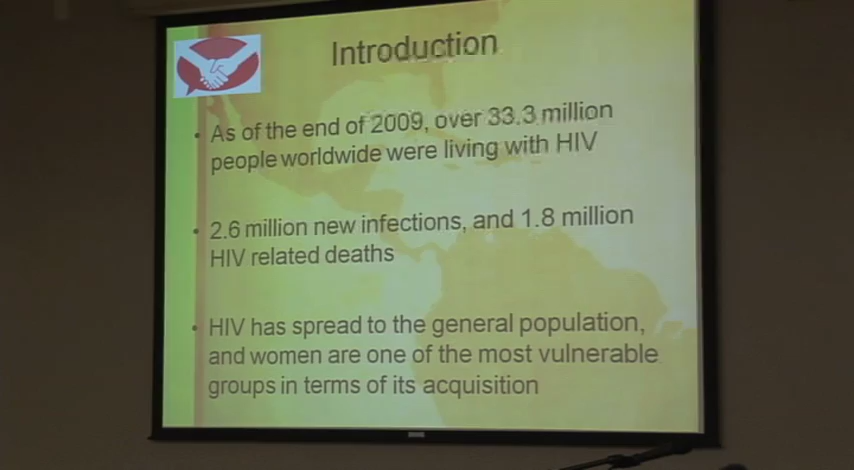 Introduction
• As of the end of 2009, over 33.3 million
people worldwide were living with HIV
• 2.6 million new infections, and 1.8 million
HIV related deaths
• HIV has spread to the general population,
and women are one of the most vulnerable
groups in terms of its acquisition